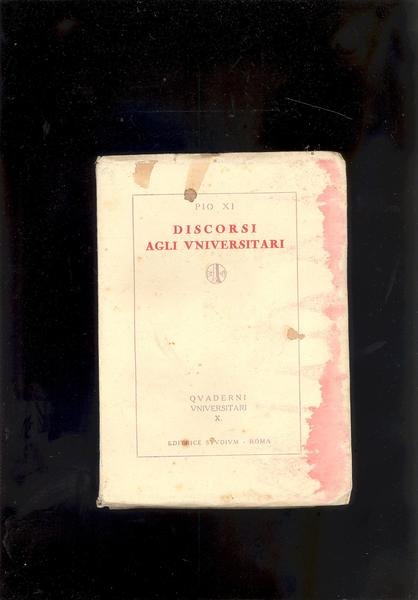 PIO XI
DISCORSI
AGLI VNIVERSITARI
QVADERNI
VNIVERSITARI
X.
EDITRICE STVDIVM - ROMA